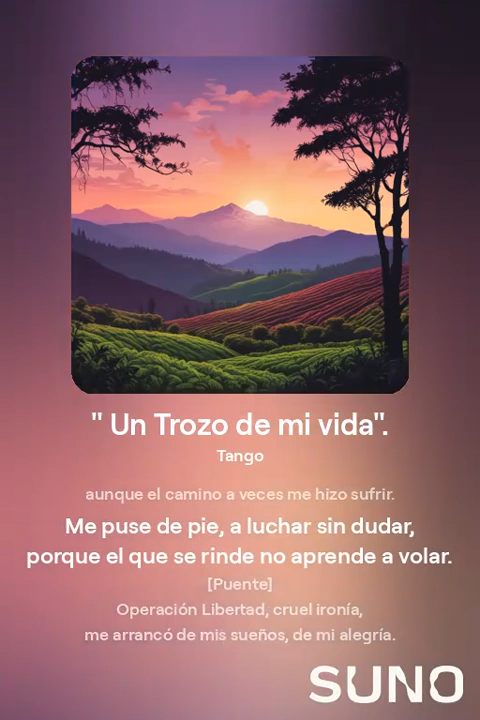 " Un Trozo de mi vida".
Tango
aunque el camino a veces me hizo sufrir.
Me puse de pie, a luchar sin dudar,
porque el que se rinde no aprende a volar.
[Puente]
Operación Libertad, cruel ironía,
me arrancó de mis sueños, de mi alegría.
SUNO